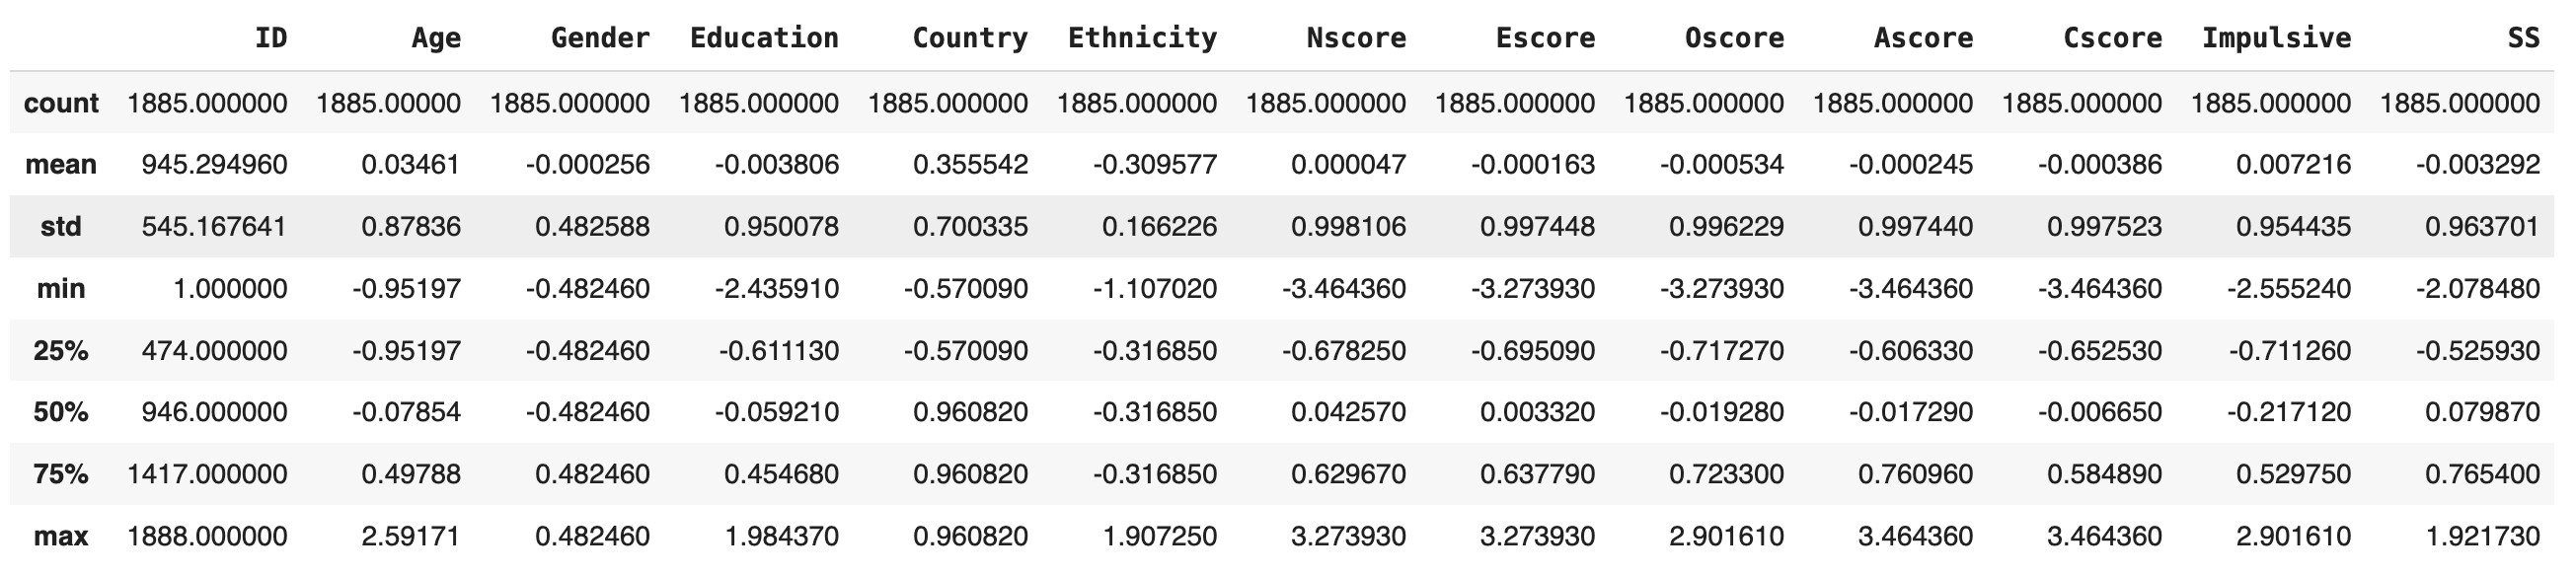 ID Age Gender Education Country Ethnicity Nscore Escore Oscore Ascore Cscore Impulsive SS
count 1885.000000 1885.00000 1885.000000 1885.000000 1885.000000 1885.000000 1885.000000 1885.000000 1885.000000 1885.000000 1885.000000 1885.000000 1885.000000
mean 945.294960 0.03461 -0.000256 -0.003806 0.355542 -0.309577 0.000047 -0.000163 -0.000534 -0.000245 -0.000386 0.007216 -0.003292
std 545.167641 0.87836 0.482588 0.950078 0.700335 0.166226 0.998106 0.997448 0.996229 0.997440 0.997523 0.954435 0.963701
min 1.000000 -0.95197 -0.482460 -2.435910 -0.570090 -1.107020 -3.464360 -3.273930 -3.273930 -3.464360 -3.464360 -2.555240 -2.078480
25% 474.000000 -0.95197 -0.482460 -0.611130 -0.570090 -0.316850 -0.678250 -0.695090 -0.717270 -0.606330 -0.652530 -0.711260 -0.525930
50% 946.000000 -0.07854 -0.482460 -0.059210 0.960820 -0.316850 0.042570 0.003320 -0.019280 -0.017290 -0.006650 -0.217120 0.079870
75% 1417.000000 0.49788 0.482460 0.454680 0.960820 -0.316850 0.629670 0.637790 0.723300 0.760960 0.584890 0.529750 0.765400
max 1888.000000 2.59171 0.482460 1.984370 0.960820 1.907250 3.273930 3.273930 2.901610 3.464360 3.464360 2.901610 1.921730